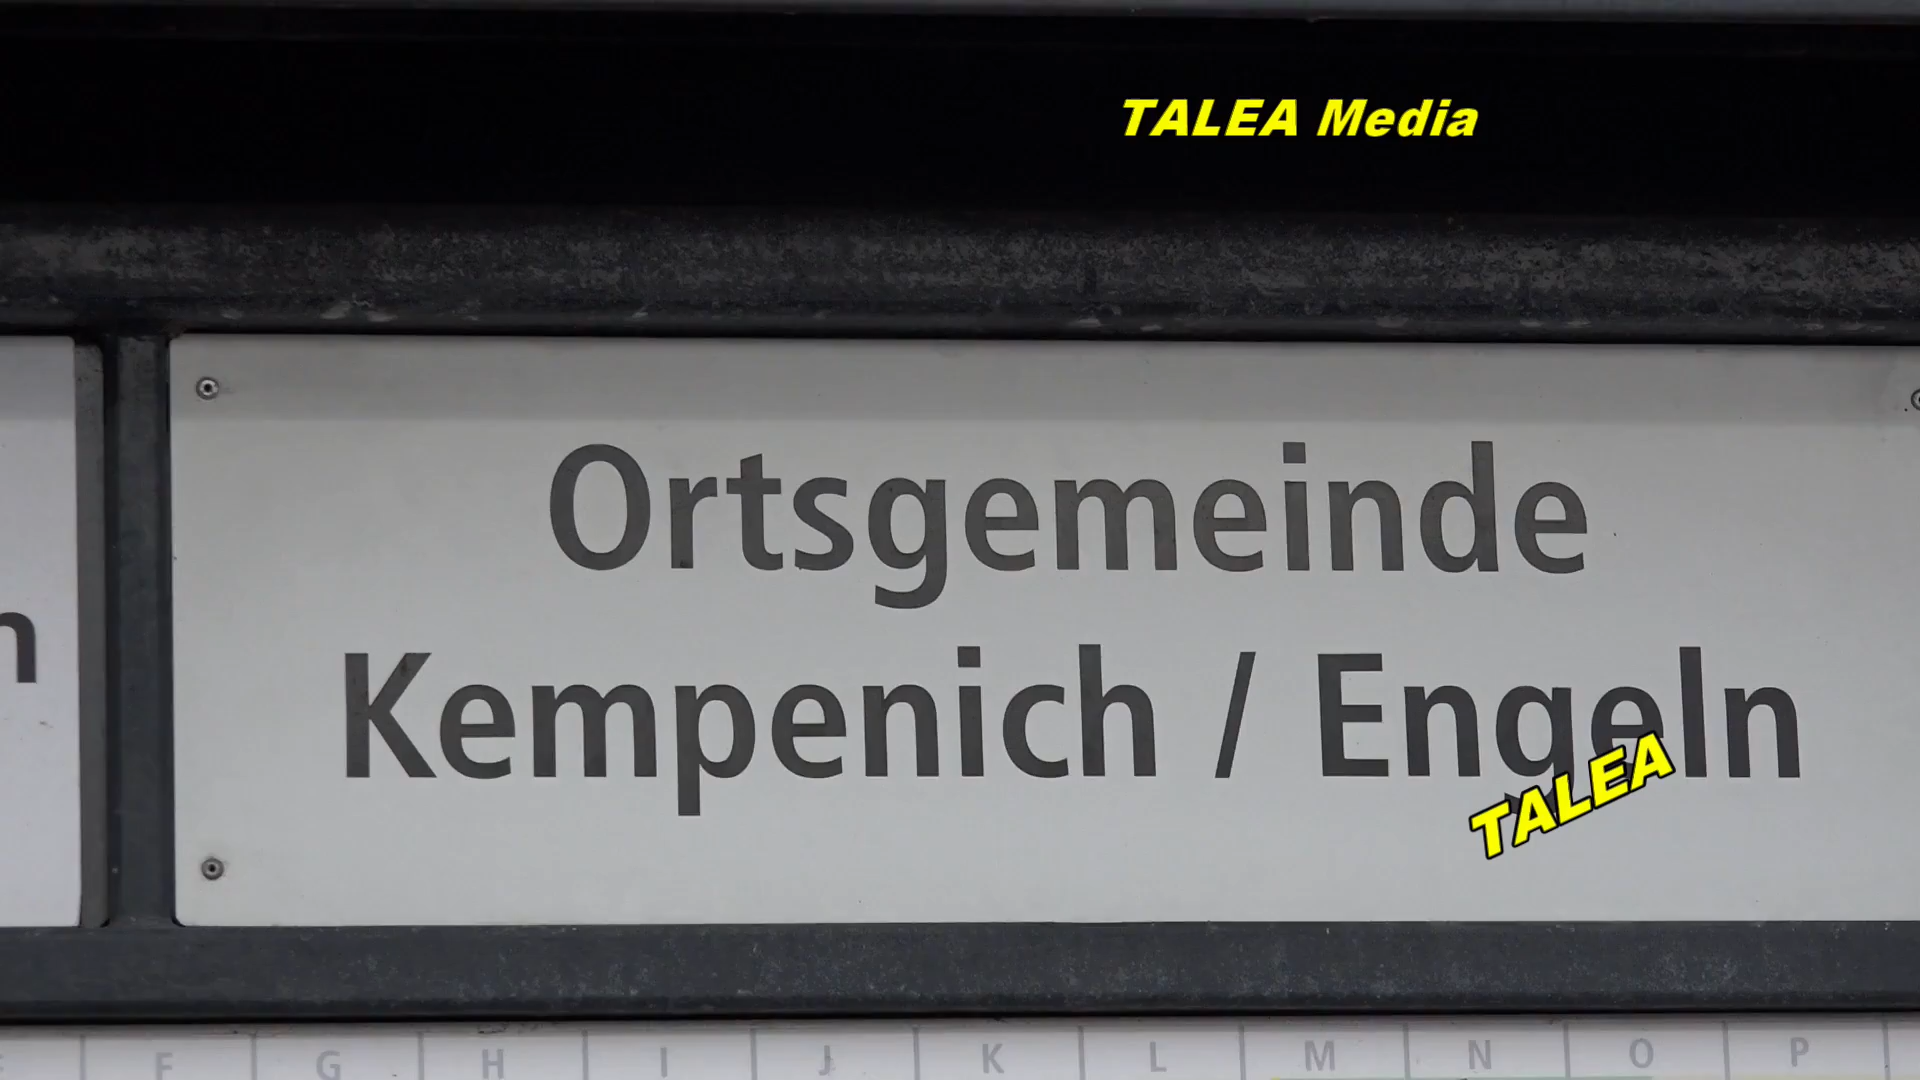 TALEA Media
Ortsgemeinde
Kempenich / Engeln
TALEA
F G H I J K L M N O P